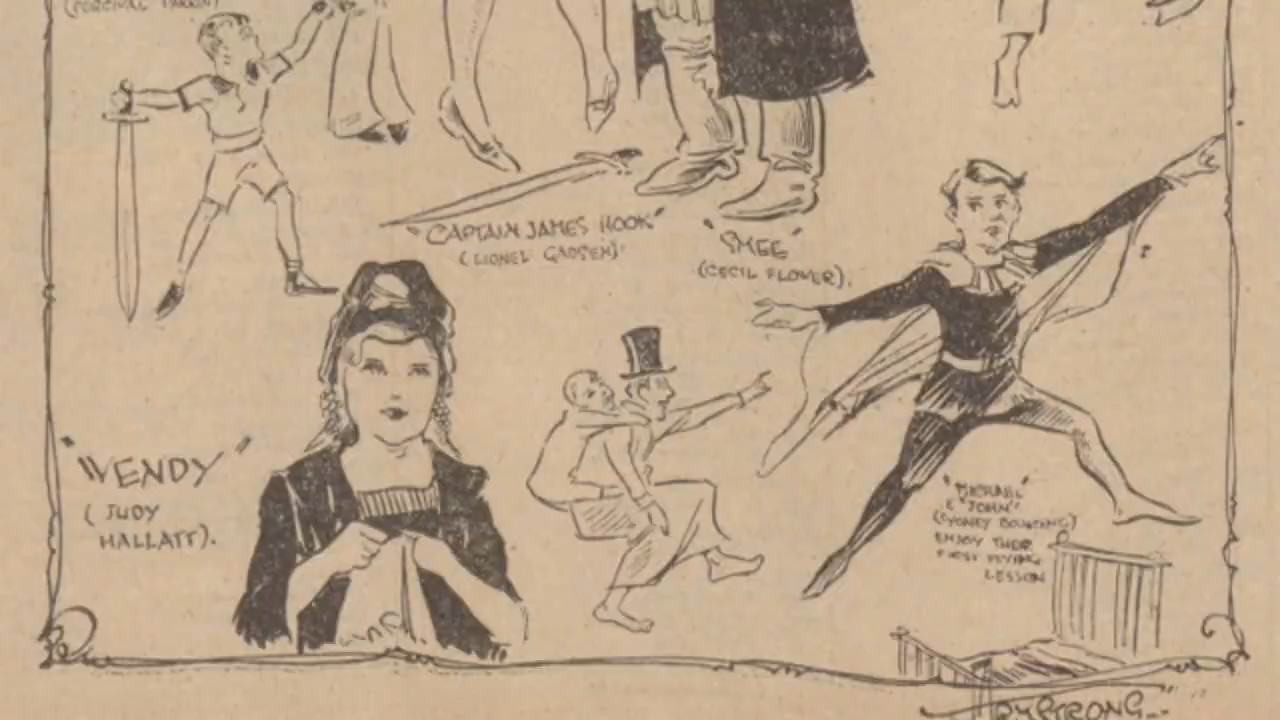 "CAPTAIN JAMES HOOK"
(LIONEL GADSEN).
"SMEE"
(CECIL FLOWER).
"WENDY"
(JUDY
HALLATT).
"MICHAEL"
& "JOHN"
(SYDNEY
ENJOY THEIR
FIRST FLYING
LESSON
ARMSTRONG